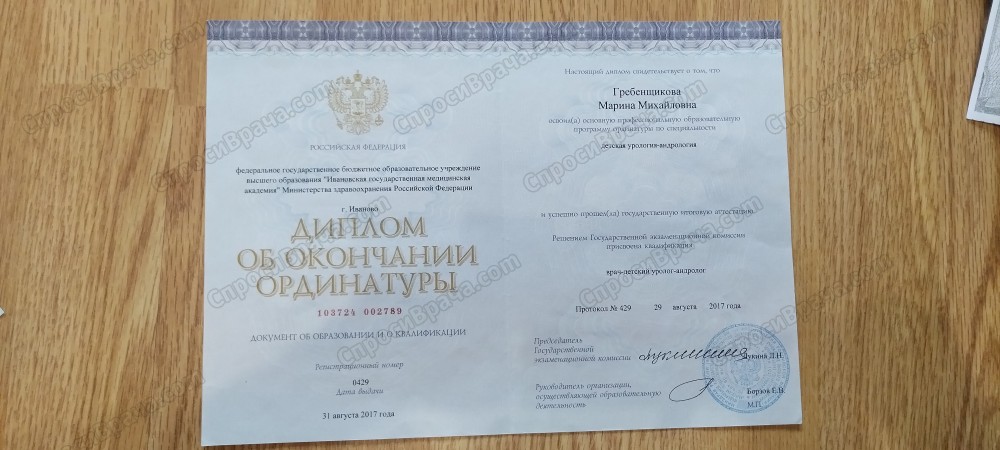 РОССИЙСКАЯ ФЕДЕРАЦИЯ
федеральное государственное бюджетное образовательное учреждение
высшего образования "Ивановская государственная медицинская
академия" Министерства здравоохранения Российской Федерации
г. Иваново
ДИПЛОМ
ОБ ОКОНЧАНИИ
ОРДИНАТУРЫ
103724 002789
ДОКУМЕНТ ОБ ОБРАЗОВАНИИ И О КВАЛИФИКАЦИИ
Регистрационный номер
0429
Дата выдачи
31 августа 2017 года
Настоящий диплом свидетельствует о том, что
Гребенщикова
Марина Михайловна
освоил(а) основную профессиональную образовательную
программу ординатуры по специальности
детская урология-андрология
и успешно прошел(ла) государственную итоговую аттестацию.
Решением Государственной экзаменационной комиссии
присвоена квалификация
врач-детский уролог-андролог
Протокол № 429 29 августа 2017 года
Председатель
Государственной
экзаменационной комиссии
Руководитель организации,
осуществляющей образовательную
деятельность
Борзов Е.В.
М.П.
СпросиВрача.com